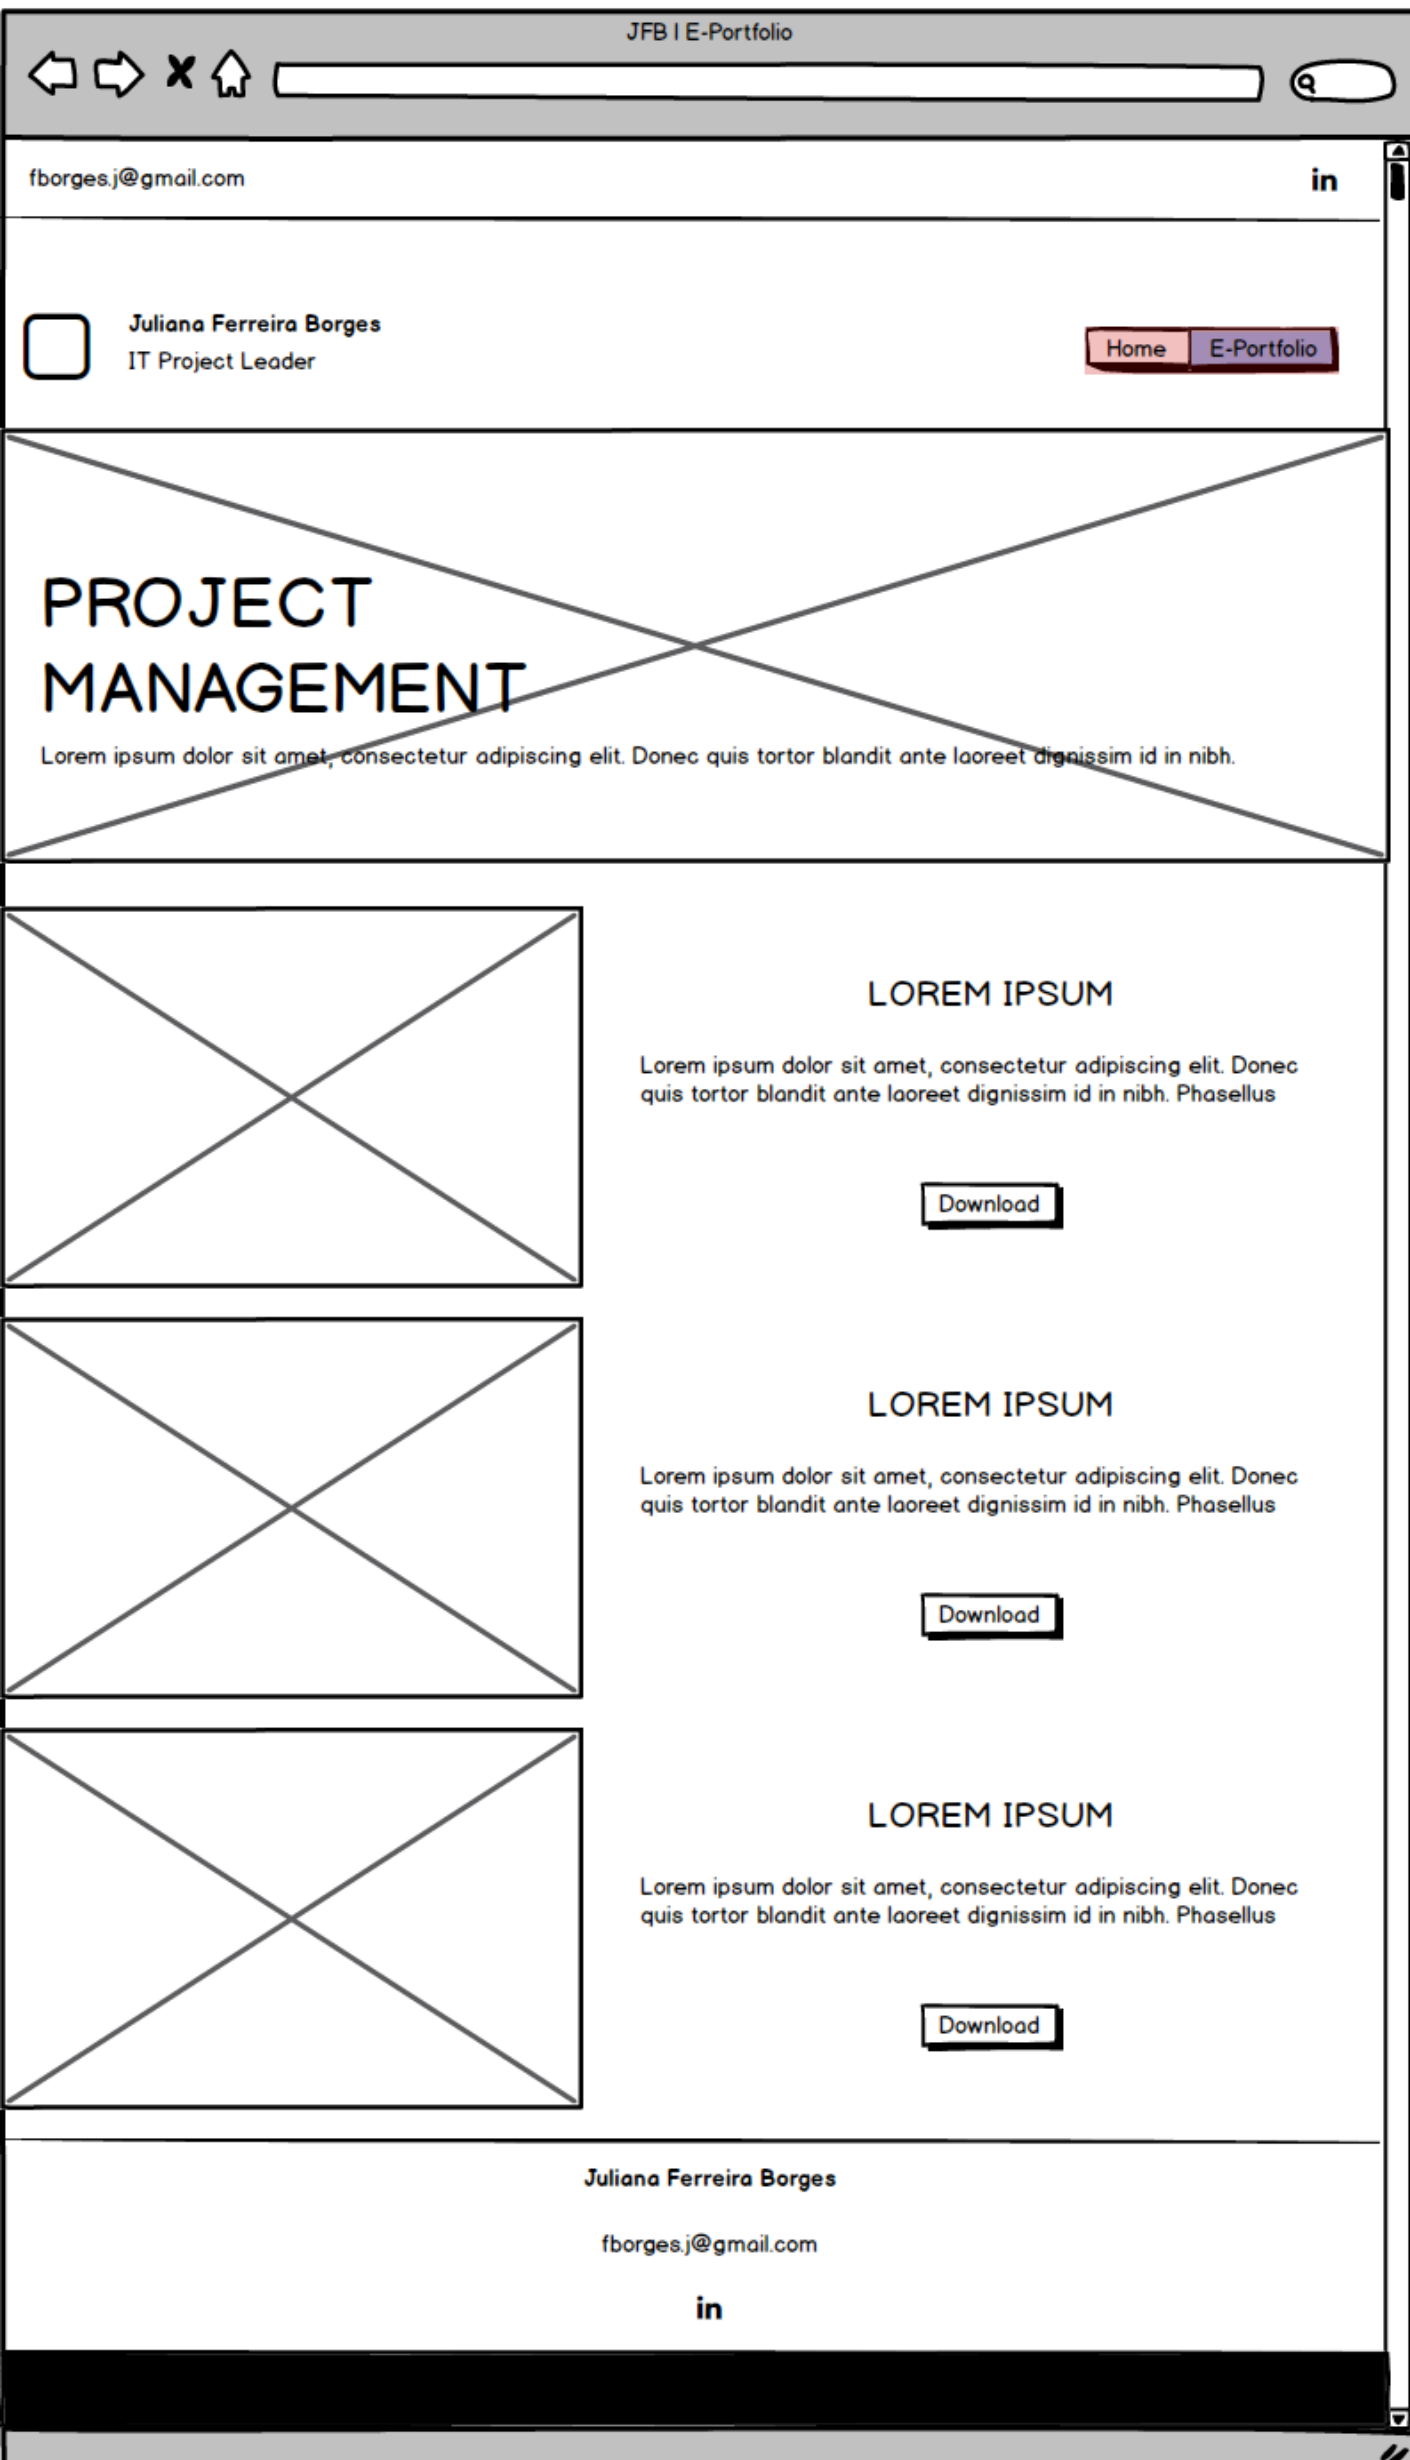 JFB | E-Portfolio
fborges.j@gmail.com
in
Juliana Ferreira Borges
IT Project Leader
Home
E-Portfolio
PROJECT
MANAGEMENT
Lorem ipsum dolor sit amet, consectetur adipiscing elit. Donec quis tortor blandit ante laoreet dignissim id in nibh.
LOREM IPSUM
Lorem ipsum dolor sit amet, consectetur adipiscing elit. Donec
quis tortor blandit ante laoreet dignissim id in nibh. Phasellus
Download
LOREM IPSUM
Lorem ipsum dolor sit amet, consectetur adipiscing elit. Donec
quis tortor blandit ante laoreet dignissim id in nibh. Phasellus
Download
LOREM IPSUM
Lorem ipsum dolor sit amet, consectetur adipiscing elit. Donec
quis tortor blandit ante laoreet dignissim id in nibh. Phasellus
Download
Juliana Ferreira Borges
fborges.j@gmail.com
in